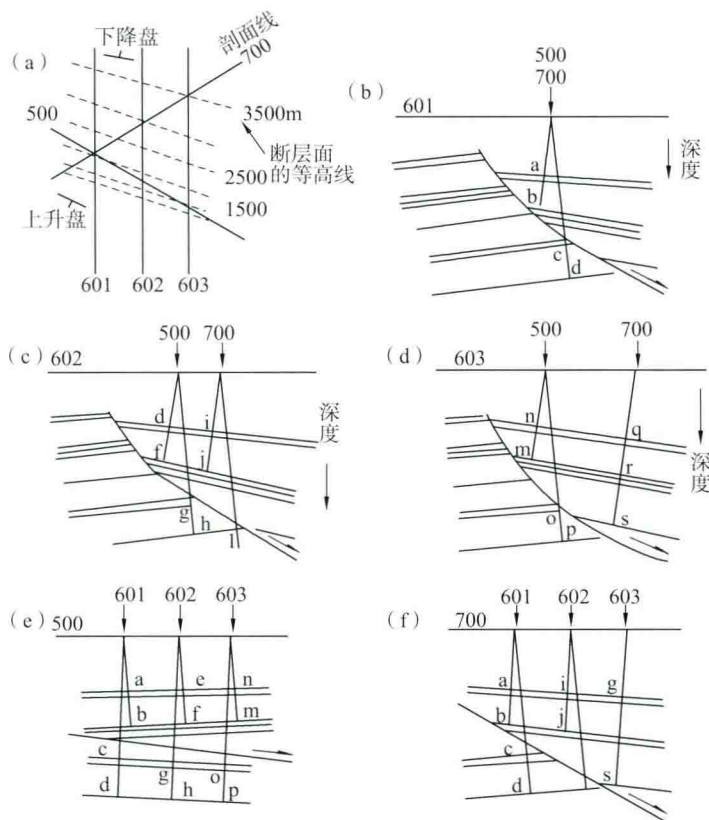 (a)
下降盘
剖面线
700
500
3500m
断层面
的等高线
2500
1500
上升盘
601 602 603
(b)
500
700
601
深度
a
b
c
d
(c)
602
500 700
深度
d i
f j
g h l
(d)
603
500 700
深度
n q
m r
o p s
(e)
500
601 602 603
a e n
b f m
c g o
d h p
(f)
700
601 602 603
a i g
b j
c
d s